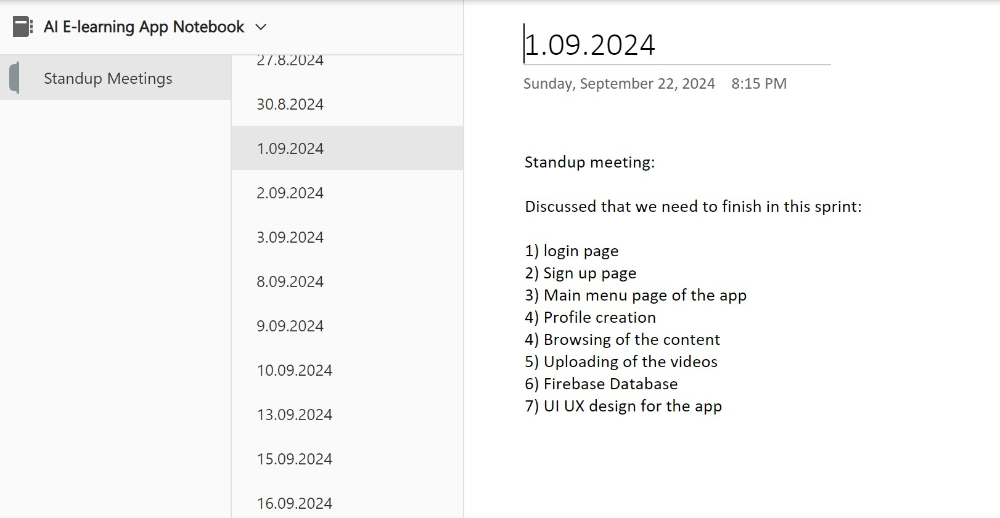 AI E-learning App Notebook
Standup Meetings
27.8.2024
30.8.2024
1.09.2024
2.09.2024
3.09.2024
8.09.2024
9.09.2024
10.09.2024
13.09.2024
15.09.2024
16.09.2024
1.09.2024
Sunday, September 22, 2024 8:15 PM
Standup meeting:
Discussed that we need to finish in this sprint:
1) login page
2) Sign up page
3) Main menu page of the app
4) Profile creation
4) Browsing of the content
5) Uploading of the videos
6) Firebase Database
7) UI UX design for the app